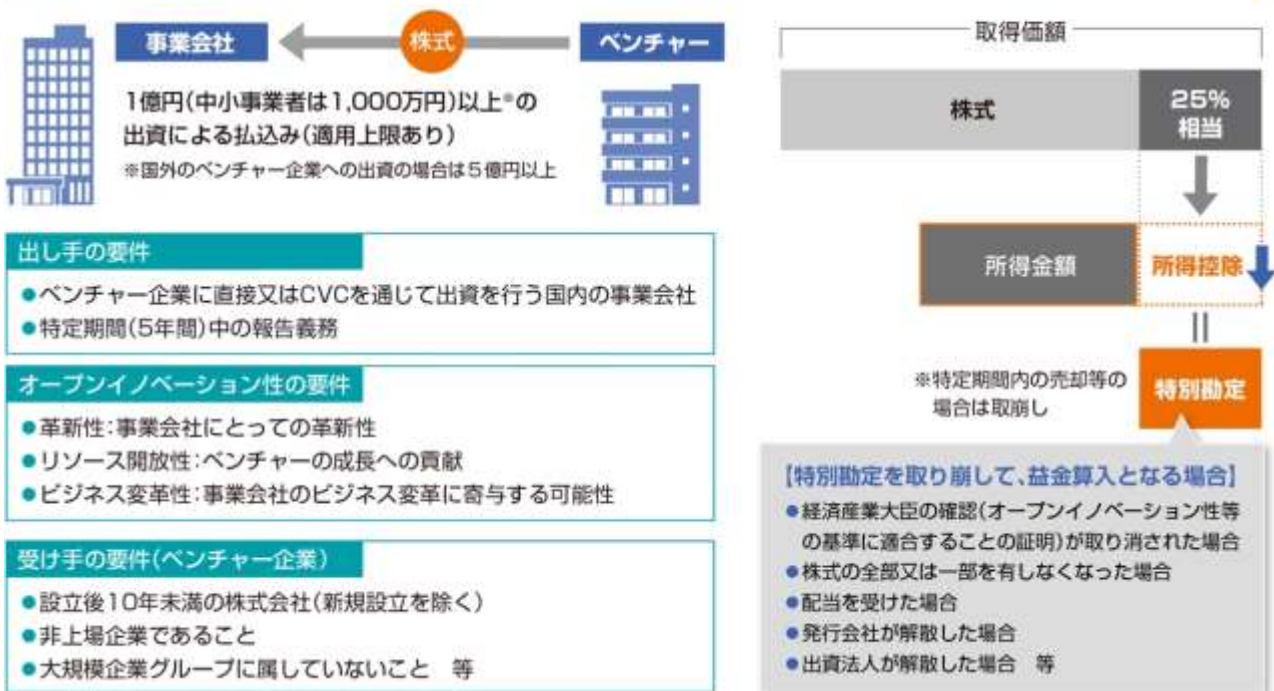 事業会社
株式
ベンチャー
1億円(中小事業者は1,000万円)以上※の
出資による払込み(適用上限あり)
※国外のベンチャー企業への出資の場合は5億円以上
出し手の要件
●ベンチャー企業に直接又はCVCを通じて出資を行う国内の事業会社
●特定期間(5年間)中の報告義務
オープンイノベーション性の要件
●革新性:事業会社にとっての革新性
●リソース開放性:ベンチャーの成長への貢献
●ビジネス変革性:事業会社のビジネス変革に寄与する可能性
受け手の要件(ベンチャー企業)
●設立後10年未満の株式会社(新規設立を除く)
●非上場企業であること
●大規模企業グループに属していないこと 等
取得価額
株式
25%
相当
所得金額
所得控除
※特定期間内の売却等の
場合は取崩し
特別勘定
【特別勘定を取り崩して、益金算入となる場合】
●経済産業大臣の確認(オープンイノベーション性等
の基準に適合することの証明)が取り消された場合
●株式の全部又は一部を有しなくなった場合
●配当を受けた場合
●発行会社が解散した場合
●出資法人が解散した場合 等